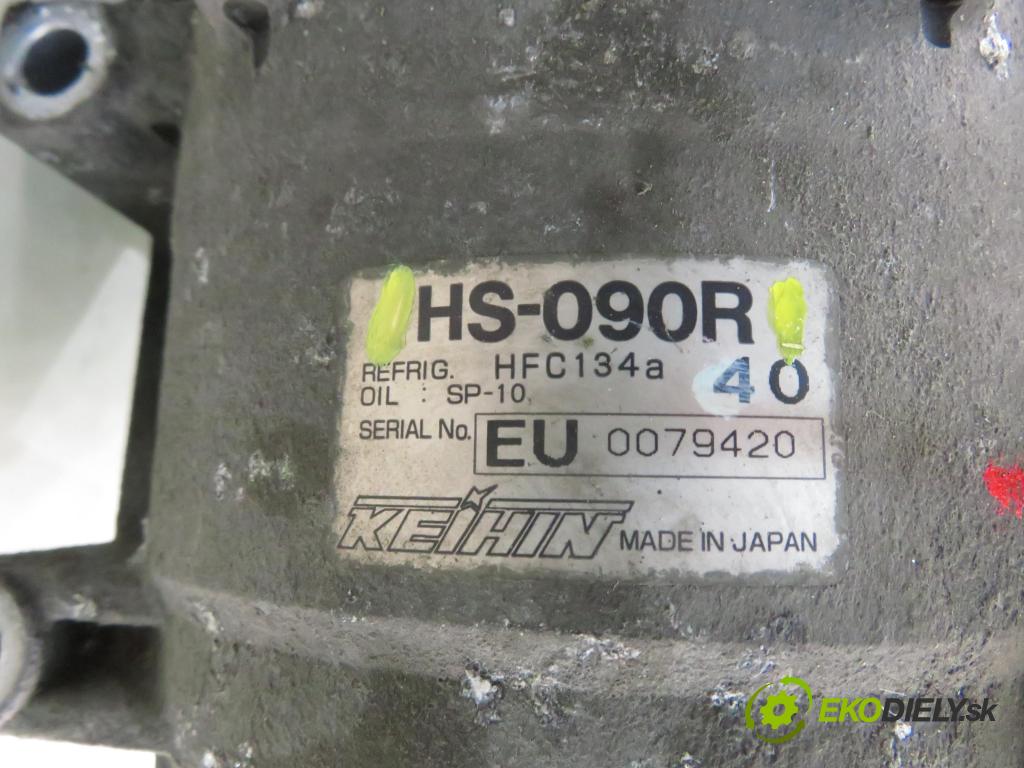 HS-090R
REFRIG. HFC134a 40
OIL : SP-10
SERIAL No. EU 0079420
KEIHIN MADE IN JAPAN
EKODIELY.sk